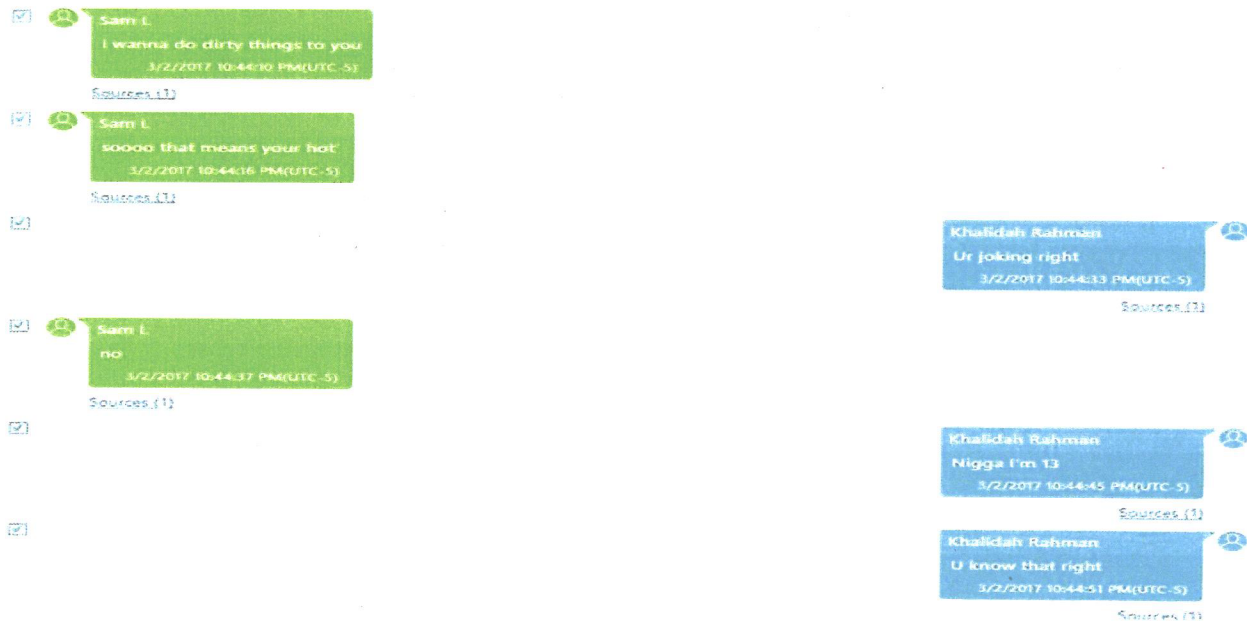 Sam L
I wanna do dirty things to you
3/2/2017 10:44:10 PM(UTC-5)
Sources (1)
Sam L
soooo that means your hot
3/2/2017 10:44:16 PM(UTC-5)
Sources (1)
Khalidah Rahman
Ur joking right
3/2/2017 10:44:33 PM(UTC-5)
Sources (1)
Sam L
no
3/2/2017 10:44:37 PM(UTC-5)
Sources (1)
Khalidah Rahman
Nigga I'm 13
3/2/2017 10:44:45 PM(UTC-5)
Sources (1)
Khalidah Rahman
U know that right
3/2/2017 10:44:51 PM(UTC-5)
Sources (1)